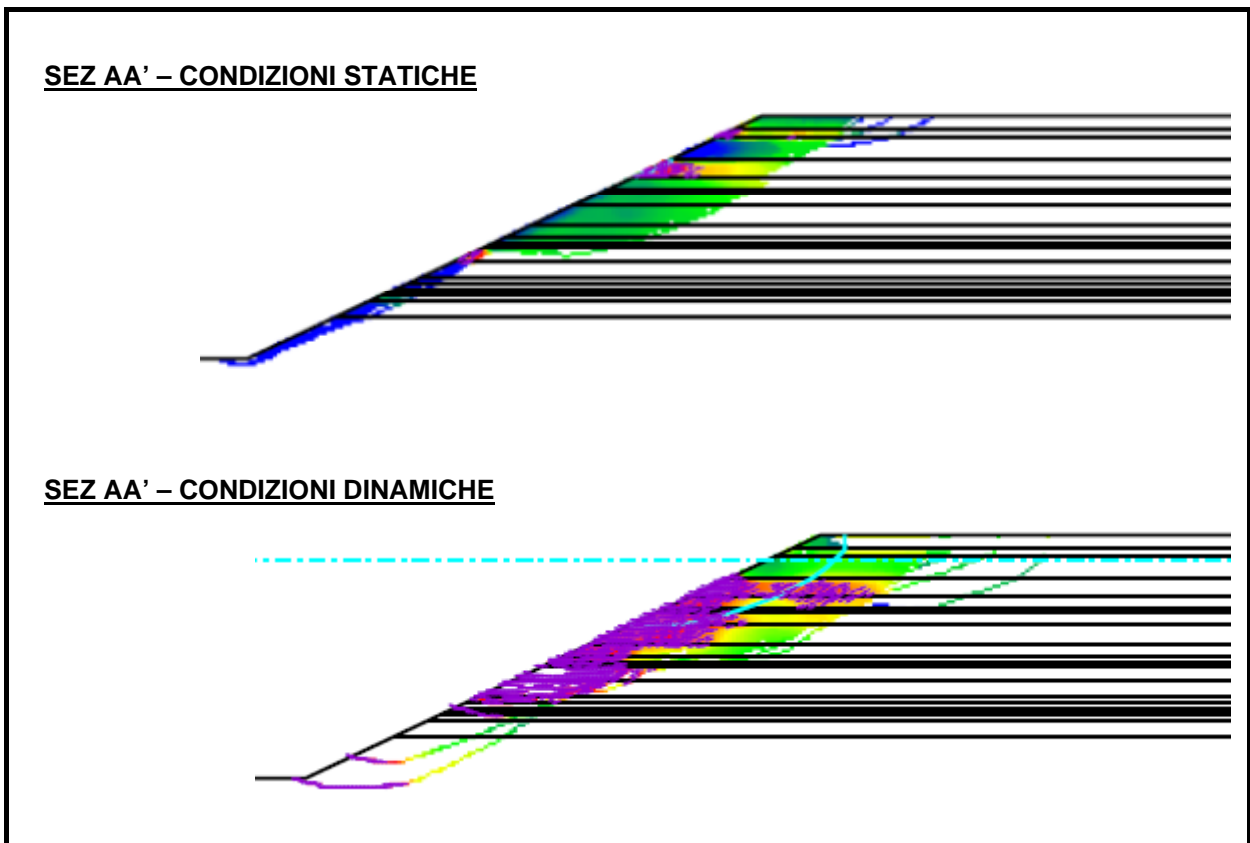 SEZ AA’ – CONDIZIONI STATICHE
SEZ AA’ – CONDIZIONI DINAMICHE